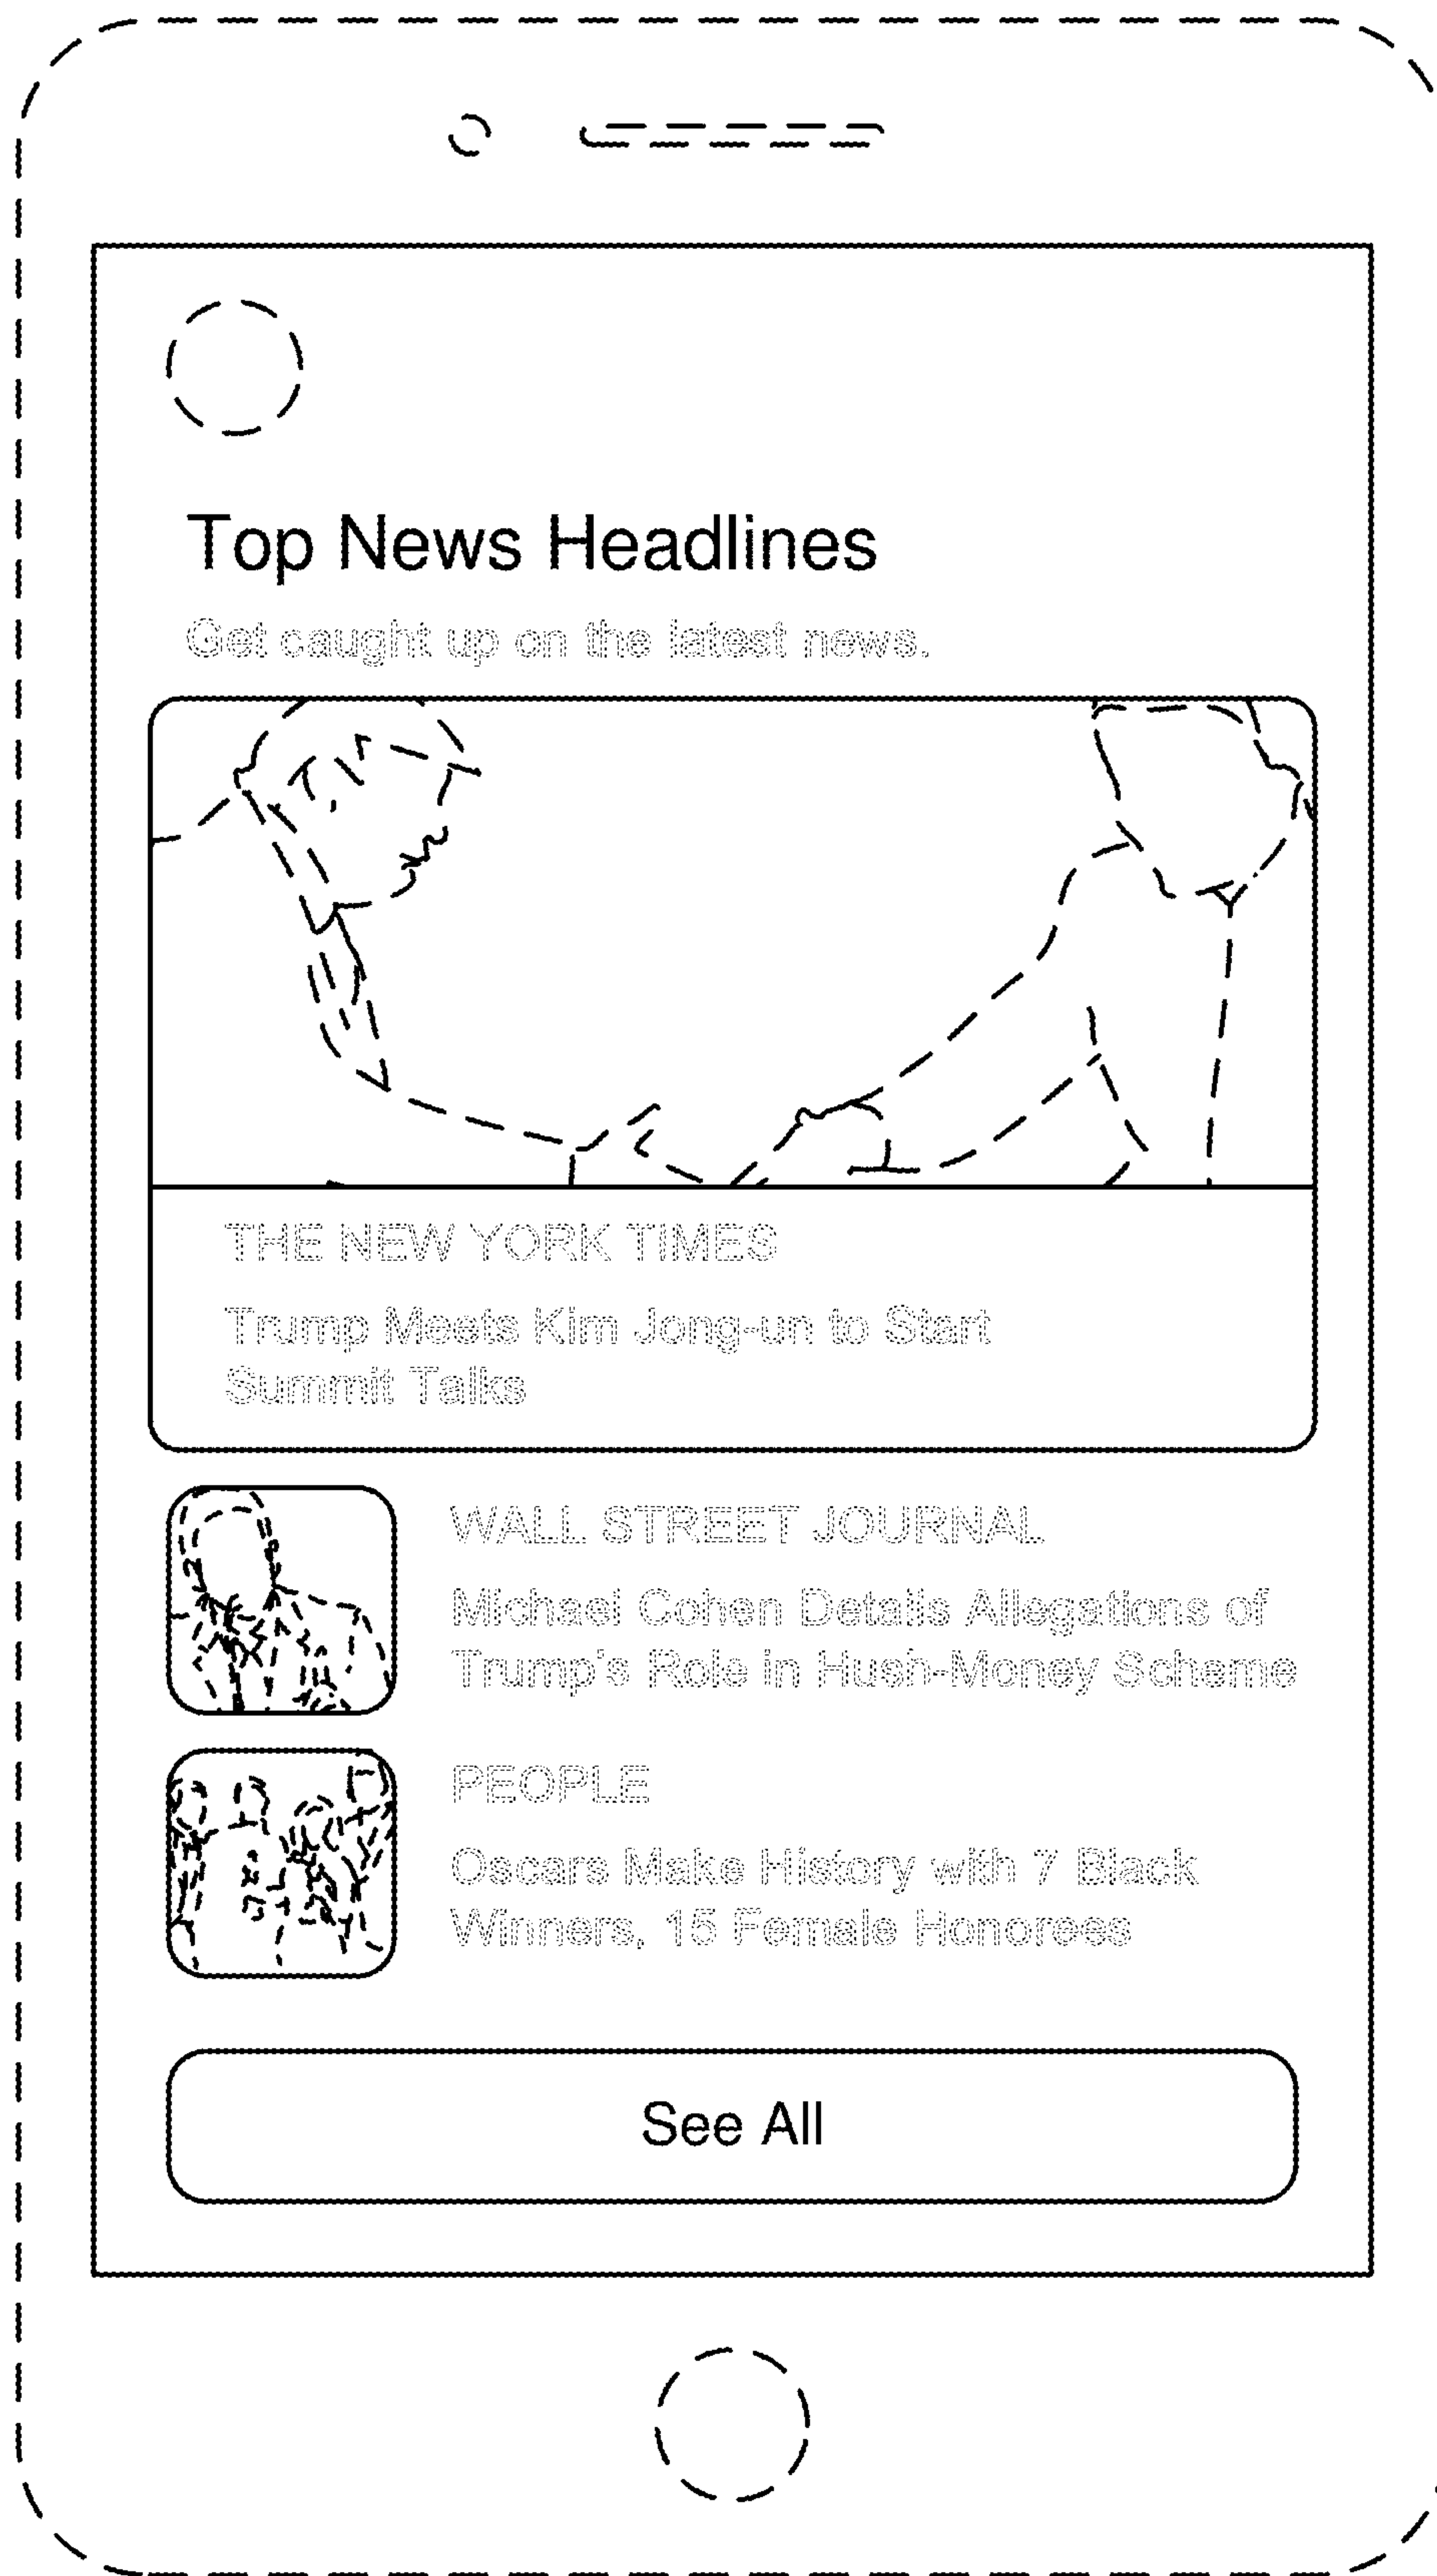 Top News Headlines
Get caught up on the latest news.
THE NEW YORK TIMES
Trump Meets Kim Jong-un to Start
Summit Talks
WALL STREET JOURNAL
Michael Cohen Details Allegations of
Trump's Role in Hush-Money Scheme
PEOPLE
Oscars Make History with 7 Black
Winners, 15 Female Honorees
See All